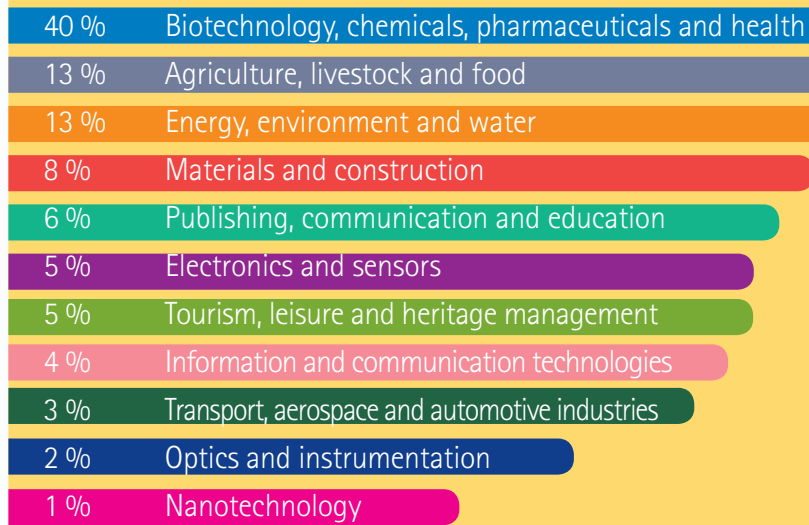 40 % Biotechnology, chemicals, pharmaceuticals and health
13 % Agriculture, livestock and food
13 % Energy, environment and water
8 % Materials and construction
6 % Publishing, communication and education
5 % Electronics and sensors
5 % Tourism, leisure and heritage management
4 % Information and communication technologies
3 % Transport, aerospace and automotive industries
2 % Optics and instrumentation
1 % Nanotechnology